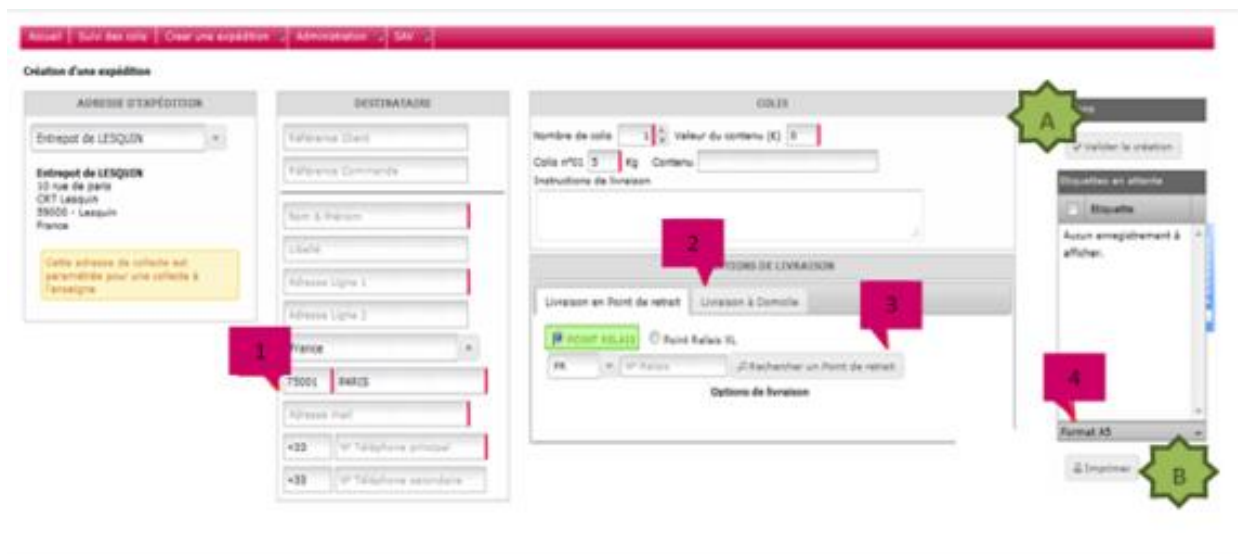 Accueil Suivi des colis Créer une expédition Administration SAV
Création d'une expédition
ADRESSE D'EXPÉDITION
Entrepot de LESQUIN
Entrepot de LESQUIN
10 rue de paris
CRT Lesquin
59000 - Lesquin
France
Cette adresse de collecte est
paramétrée pour une collecte à
l'enseigne
DESTINATAIRE
Référence Client
Référence Commande
Nom & Prénom
Libellé
Adresse Ligne 1
Adresse Ligne 2
1
France
75001 PARIS
Adresse mail
+33 N° Téléphone principal
+33 N° Téléphone secondaire
COLIS
Nombre de colis 1 Valeur du contenu (€) 0
Colis n°01 5 Kg Contenu
Instructions de livraison
2
OPTIONS DE LIVRAISON
Livraison en Point de retrait Livraison à Domicile
3
POINT RELAIS Point Relais XL
FR N° Relais Rechercher un Point de retrait
Options de livraison
A
Valider la création
Etiquettes en attente
Etiquette
Aucun enregistrement à
afficher.
4
Format A5
Imprimer
B